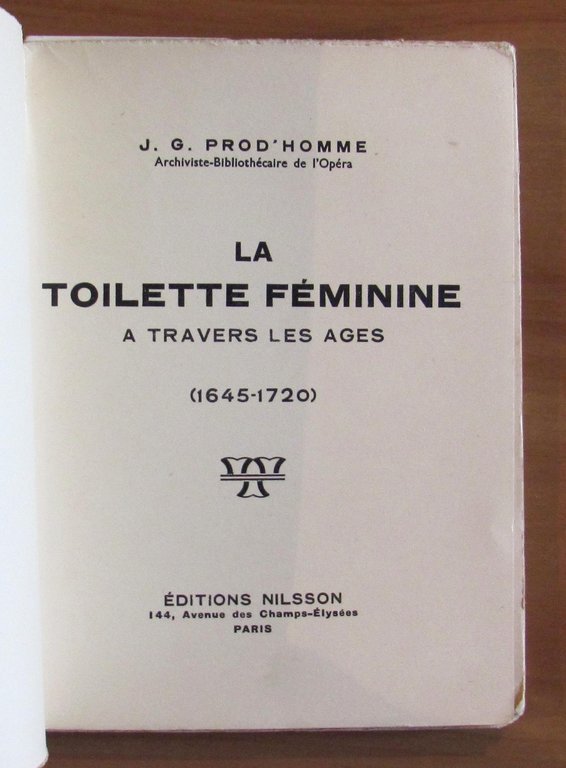 J. G. PROD'HOMME
Archiviste-Bibliothécaire de l'Opéra
LA
TOILETTE FÉMININE
A TRAVERS LES AGES
(1645-1720)
ÉDITIONS NILSSON
144, Avenue des Champs-Élysées
PARIS